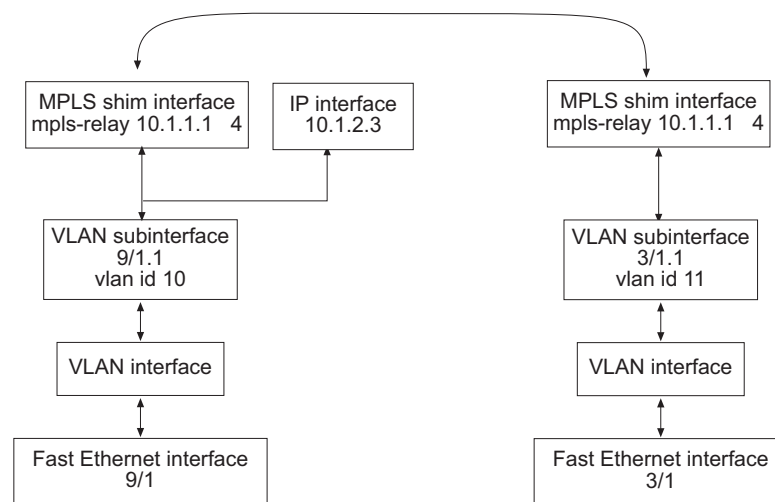 MPLS shim interface
mpls-relay 10.1.1.1 4
IP interface
10.1.2.3
MPLS shim interface
mpls-relay 10.1.1.1 4
VLAN subinterface
9/1.1
vlan id 10
VLAN subinterface
3/1.1
vlan id 11
VLAN interface
VLAN interface
Fast Ethernet interface
9/1
Fast Ethernet interface
3/1